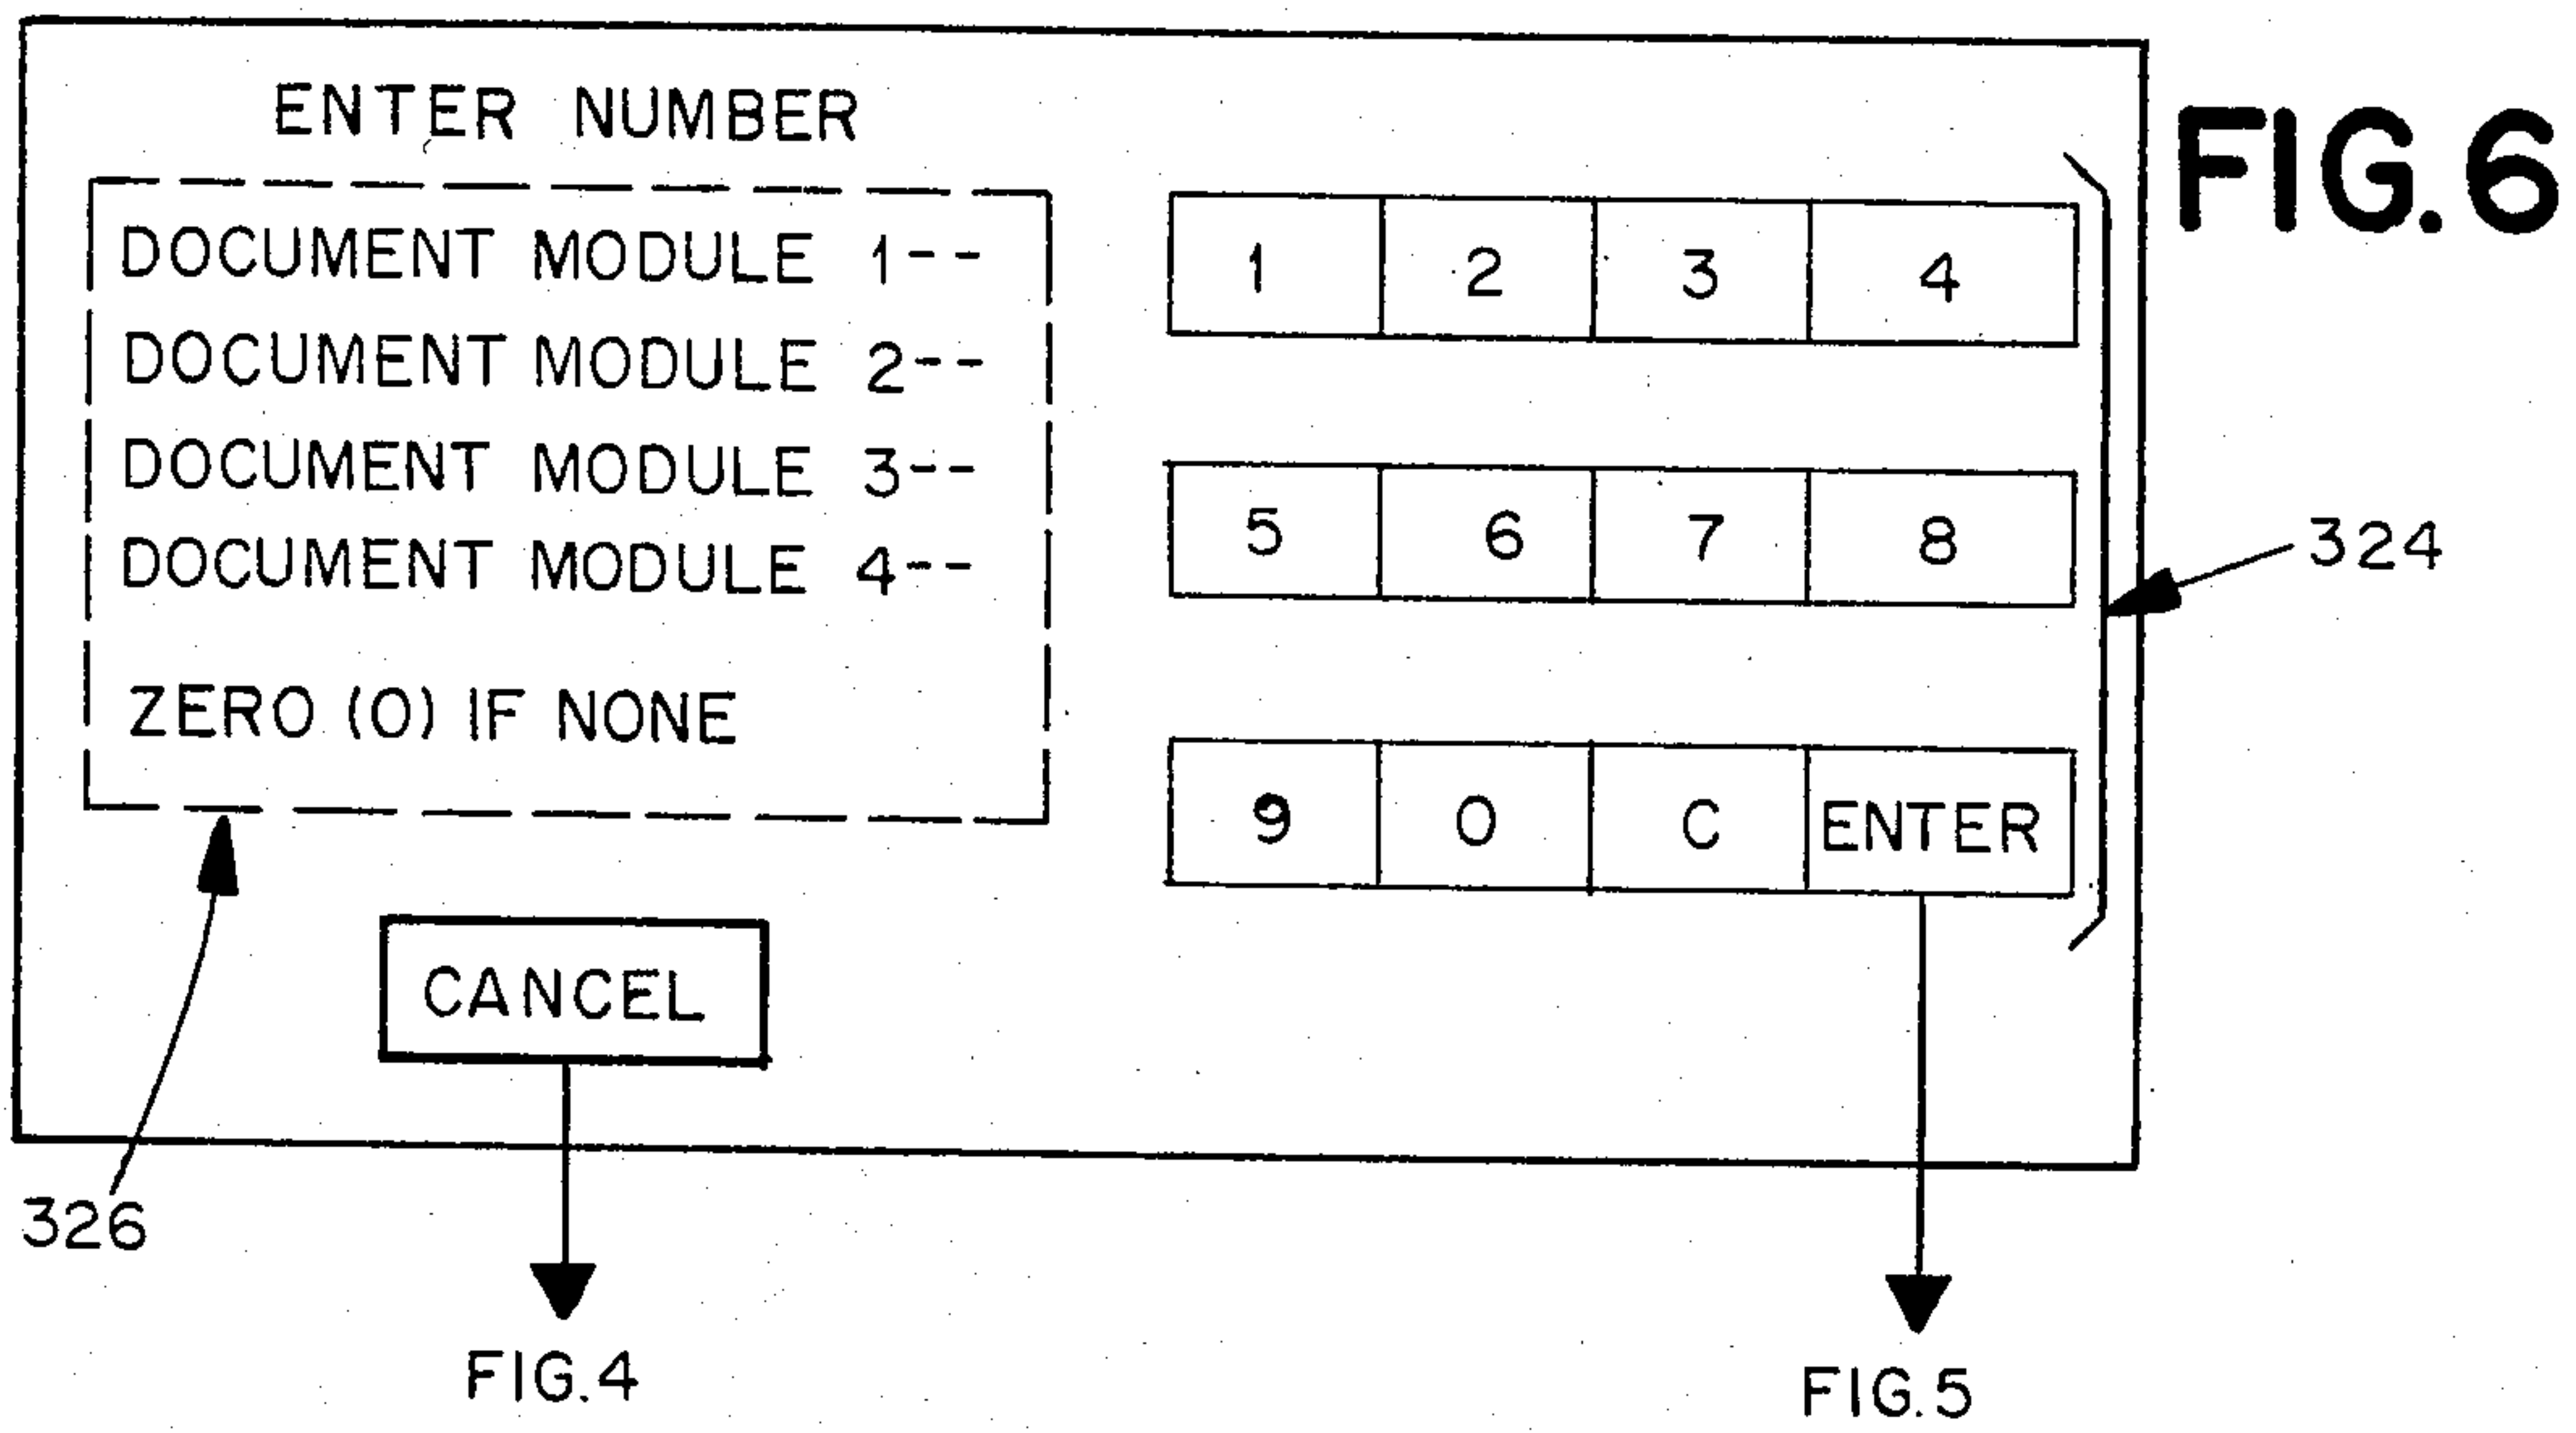 FIG.6
ENTER NUMBER
DOCUMENT MODULE 1--
DOCUMENT MODULE 2--
DOCUMENT MODULE 3--
DOCUMENT MODULE 4--
ZERO (0) IF NONE
CANCEL
1 2 3 4
5 6 7 8
9 0 C ENTER
324
326
FIG.4
FIG.5